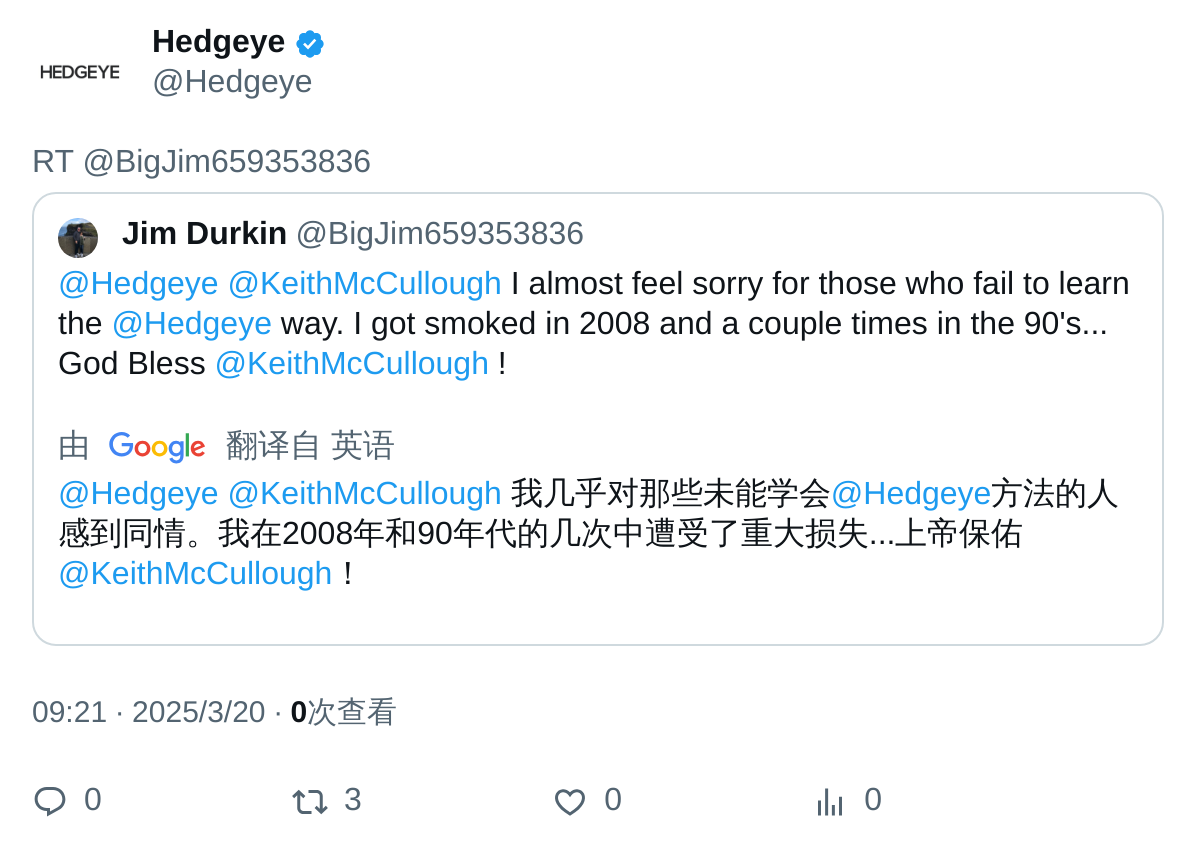 Hedgeye
HEDGEYE
@Hedgeye
RT @BigJim659353836
Jim Durkin @BigJim659353836
@Hedgeye @KeithMcCullough I almost feel sorry for those who fail to learn
the @Hedgeye way. I got smoked in 2008 and a couple times in the 90's...
God Bless @KeithMcCullough !
由 Google 翻译自 英语
@Hedgeye @KeithMcCullough 我几乎对那些未能学会@Hedgeye方法的人
感到同情。我在2008年和90年代的几次中遭受了重大损失...上帝保佑
@KeithMcCullough！
09:21 · 2025/3/20 · 0次查看
0 3 0 0